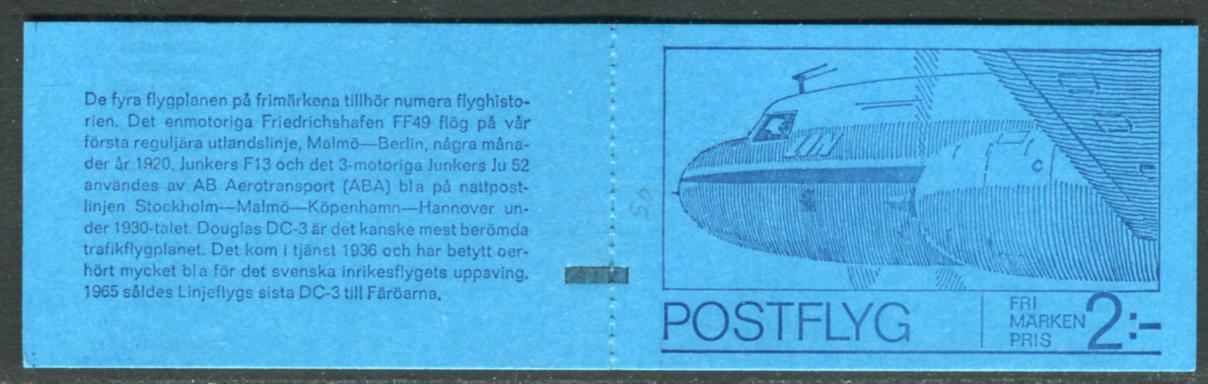 De fyra flygplanen på frimärkena tillhör numera flyghisto-
rien. Det enmotoriga Friedrichshafen FF49 flög på vår
första reguljära utlandslinje, Malmö—Berlin, några måna-
der år 1920. Junkers F13 och det 3-motoriga Junkers Ju 52
användes av AB Aerotransport (ABA) bla på nattpost-
linjen Stockholm—Malmö—Köpenhamn—Hannover un-
der 1930-talet. Douglas DC-3 är det kanske mest berömda
trafikflygplanet. Det kom i tjänst 1936 och har betytt oer-
hört mycket bla för det svenska inrikesflygets uppsving.
1965 såldes Linjeflygs sista DC-3 till Färöarna.
50
POSTFLYG
FRI
MÄRKEN
PRIS
2:-